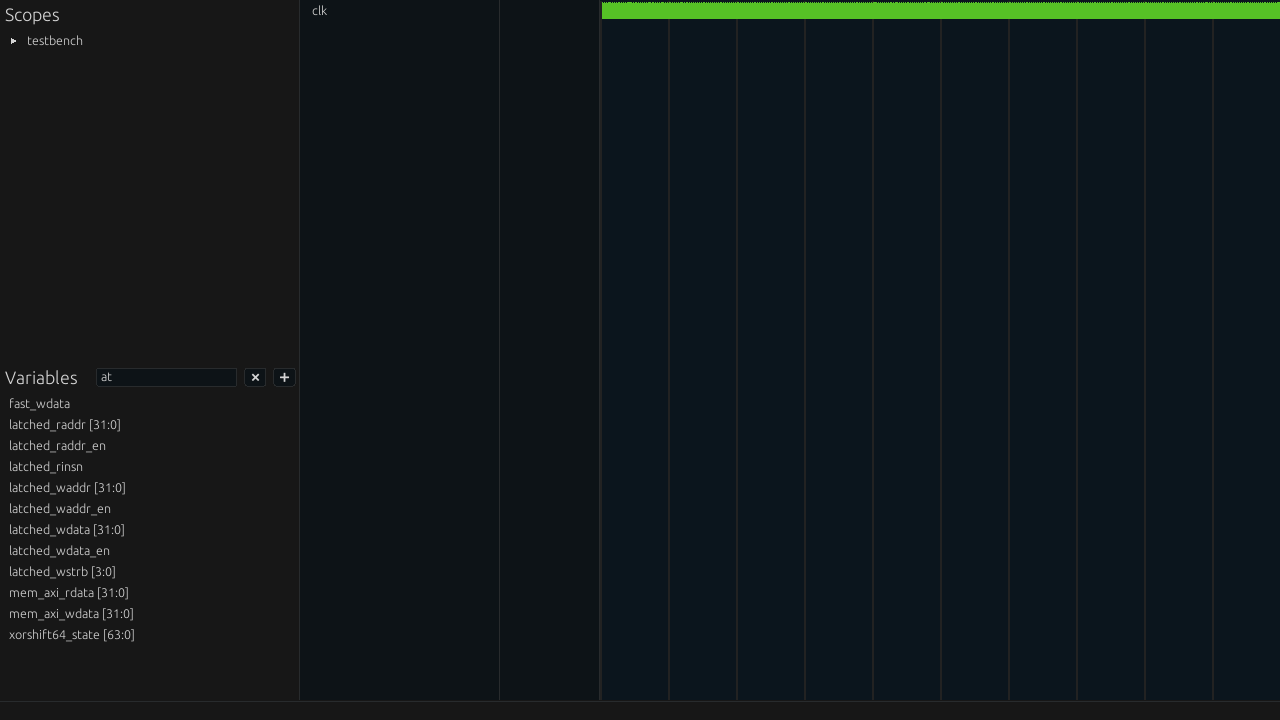 Scopes
testbench
clk
Variables at
fast_wdata
latched_raddr [31:0]
latched_raddr_en
latched_rinsn
latched_waddr [31:0]
latched_waddr_en
latched_wdata [31:0]
latched_wdata_en
latched_wstrb [3:0]
mem_axi_rdata [31:0]
mem_axi_wdata [31:0]
xorshift64_state [63:0]